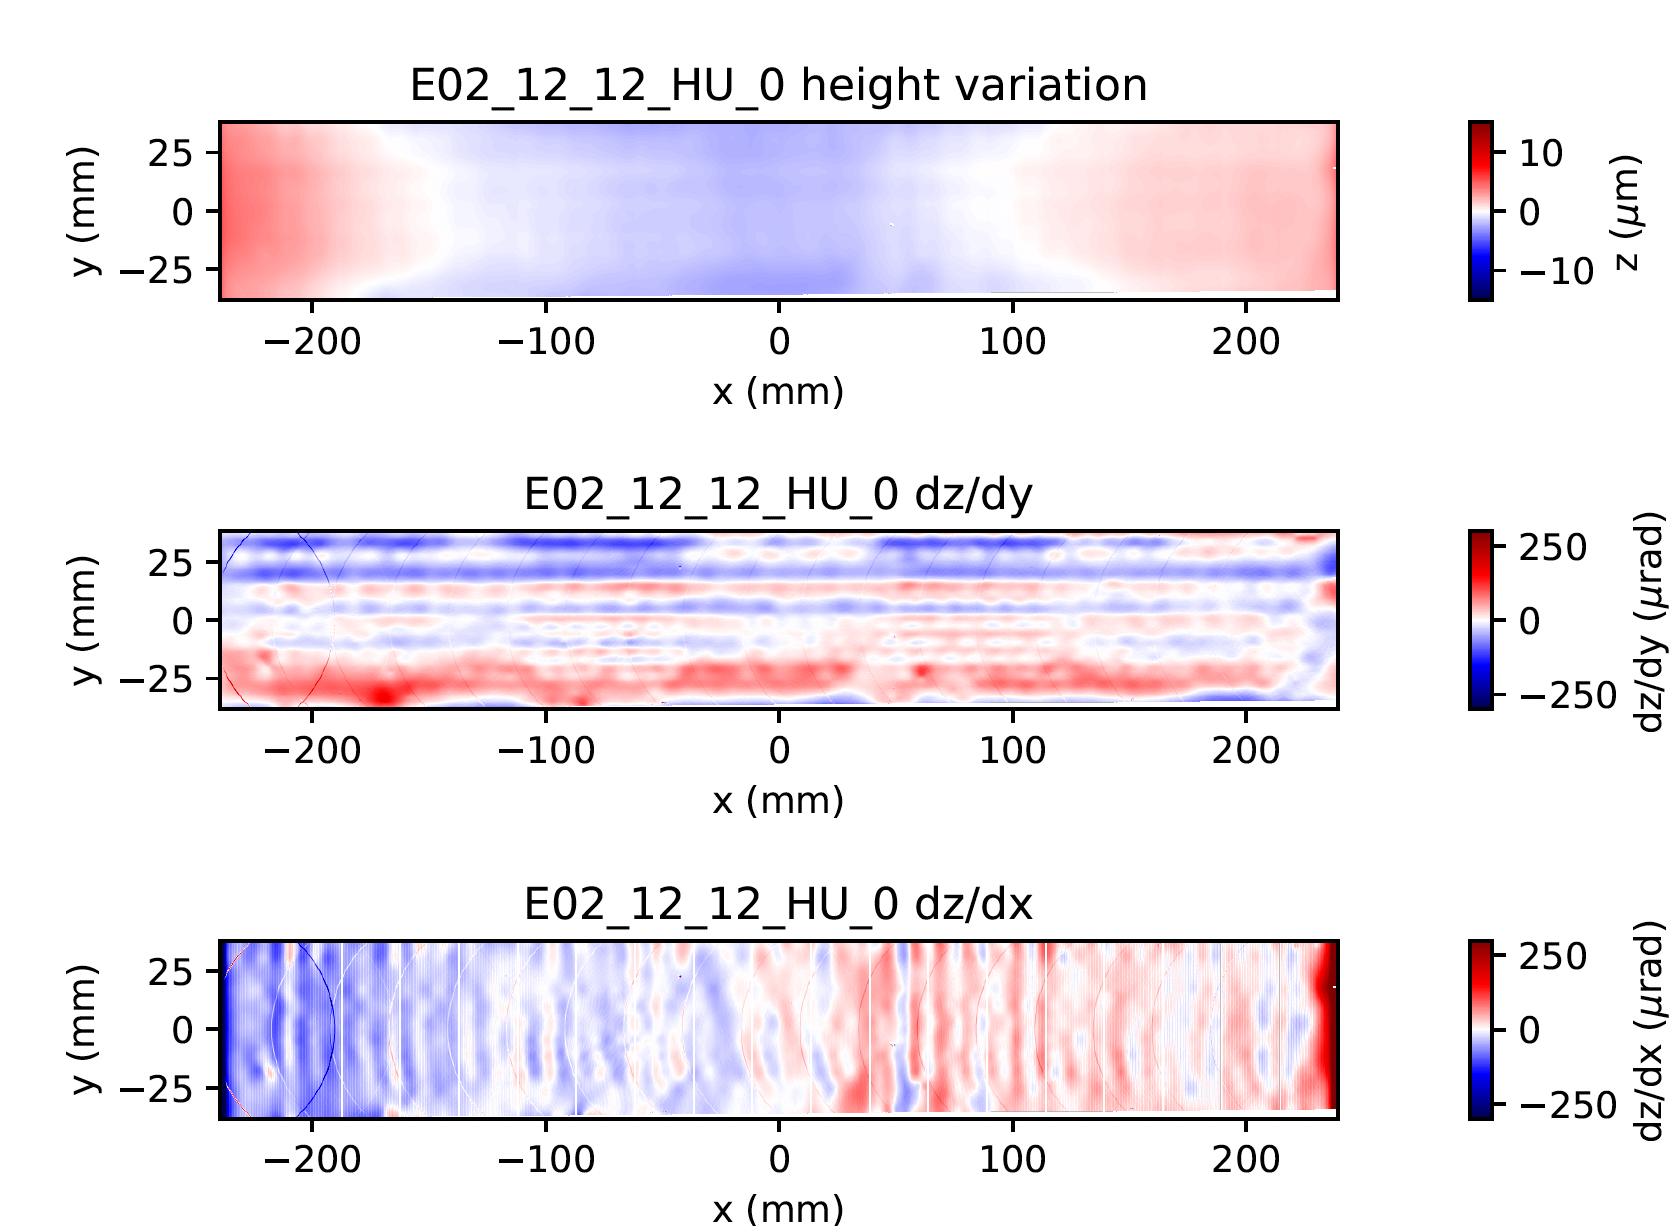 E02_12_12_HU_0 height variation
25
0
−25
y (mm)
−200
−100
0
100
200
x (mm)
10
0
−10
z (μm)
E02_12_12_HU_0 dz/dy
25
0
−25
y (mm)
−200
−100
0
100
200
x (mm)
250
0
−250
dz/dy (μrad)
E02_12_12_HU_0 dz/dx
25
0
−25
y (mm)
−200
−100
0
100
200
x (mm)
250
0
−250
dz/dx (μrad)